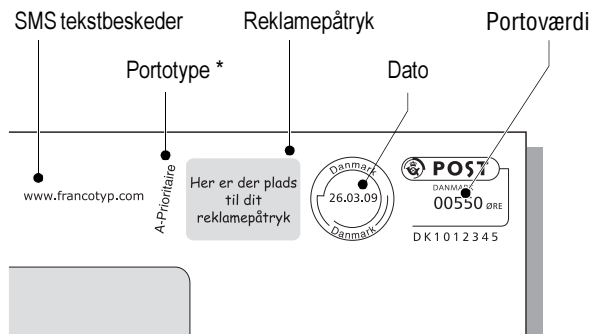 SMS tekstbeskeder
Reklamepåtryk
Portoværdi
Portotype *
Dato
www.francotyp.com
A-Prioritaire
Her er der plads
til dit
reklamepåtryk
Danmark
26.03.09
Danmark
POST
DANMARK
00550 ØRE
DK1012345